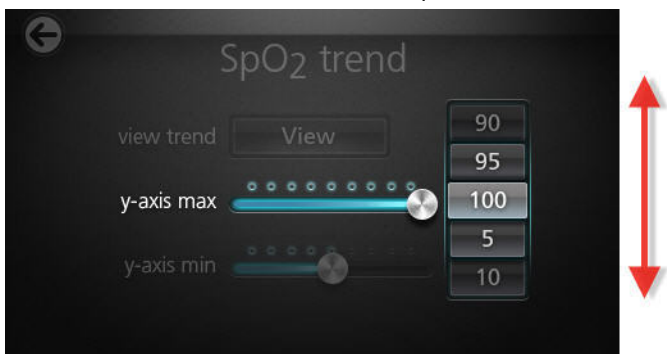 SpO2 trend
view trend View
y-axis max
y-axis min
90
95
100
5
10